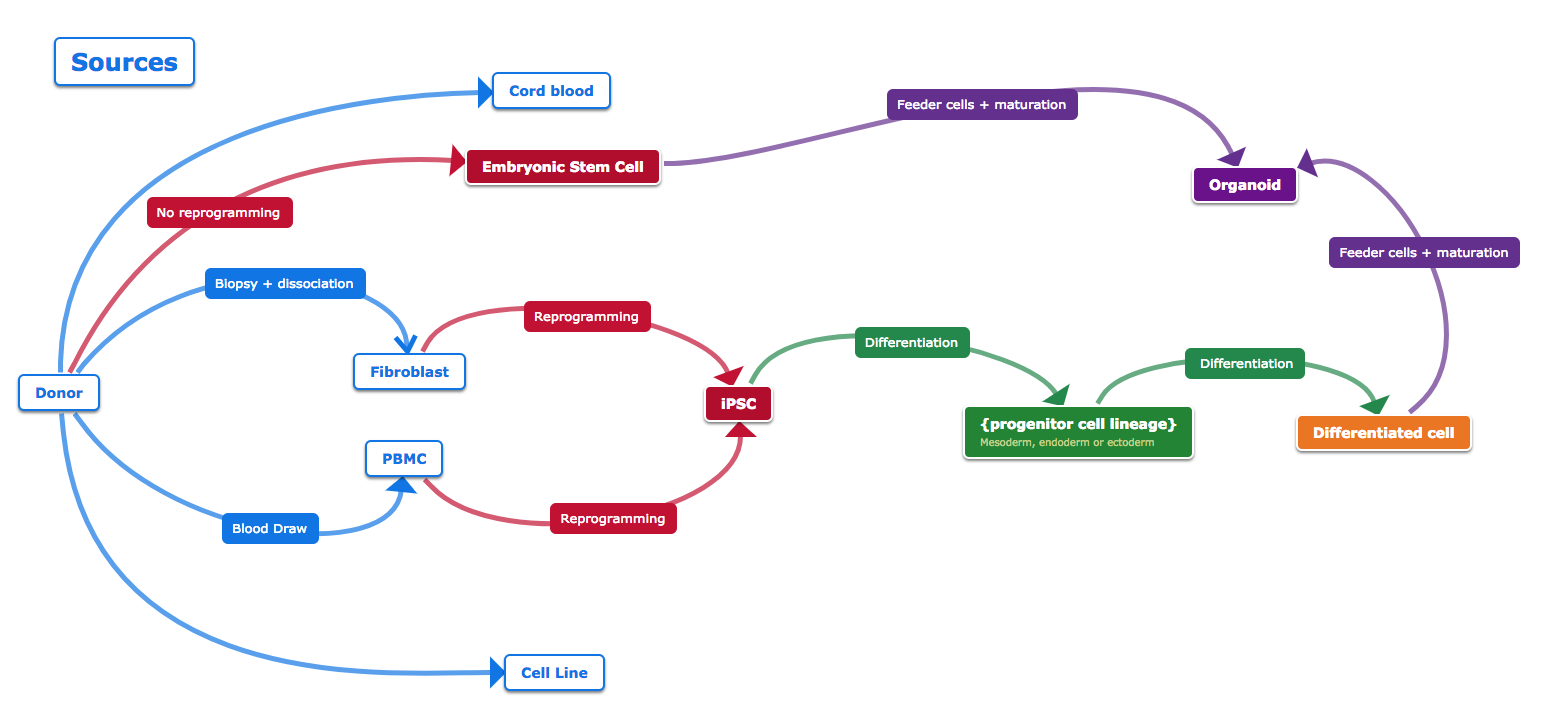 Sources
Cord blood
Feeder cells + maturation
Embryonic Stem Cell
Organoid
No reprogramming
Feeder cells + maturation
Biopsy + dissociation
Reprogramming
Differentiation
Differentiation
Fibroblast
Donor
iPSC
{progenitor cell lineage}
Mesoderm, endoderm or ectoderm
Differentiated cell
PBMC
Blood Draw
Reprogramming
Cell Line